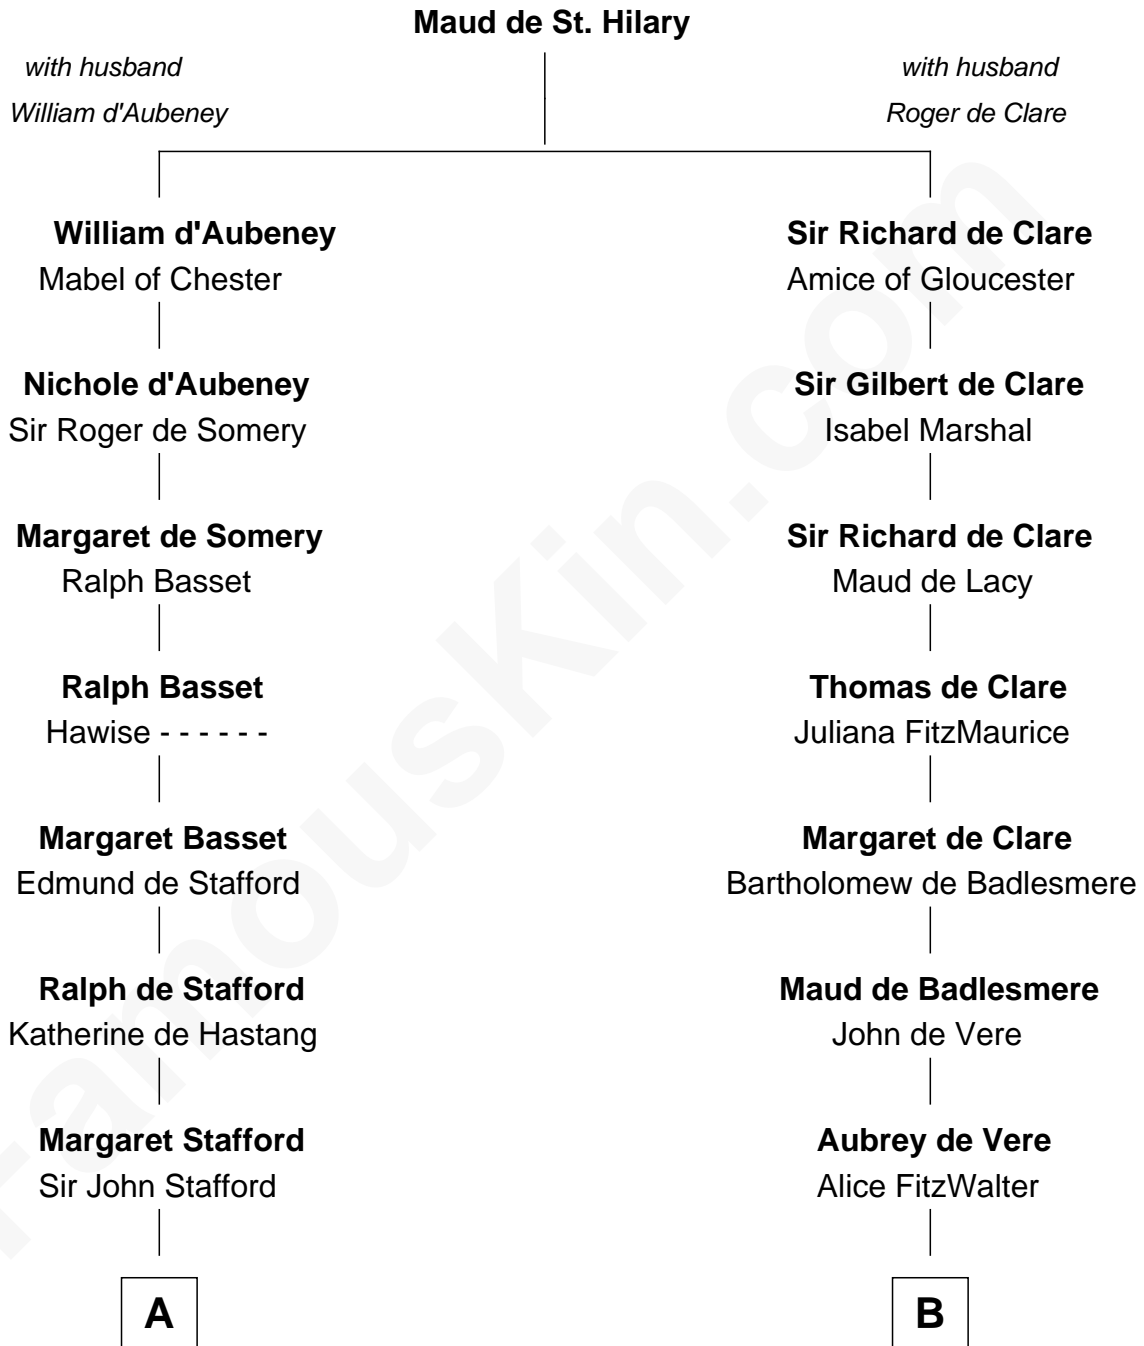 Maud de St. Hilary
with husband
William d'Aubeney
with husband
Roger de Clare
William d'Aubeney
Mabel of Chester
Nichole d'Aubeney
Sir Roger de Somery
Margaret de Somery
Ralph Basset
Ralph Basset
Hawise - - - - - -
Margaret Basset
Edmund de Stafford
Ralph de Stafford
Katherine de Hastang
Margaret Stafford
Sir John Stafford
A
Sir Richard de Clare
Amice of Gloucester
Sir Gilbert de Clare
Isabel Marshal
Sir Richard de Clare
Maud de Lacy
Thomas de Clare
Juliana FitzMaurice
Margaret de Clare
Bartholomew de Badlesmere
Maud de Badlesmere
John de Vere
Aubrey de Vere
Alice FitzWalter
B
FamousKin.com